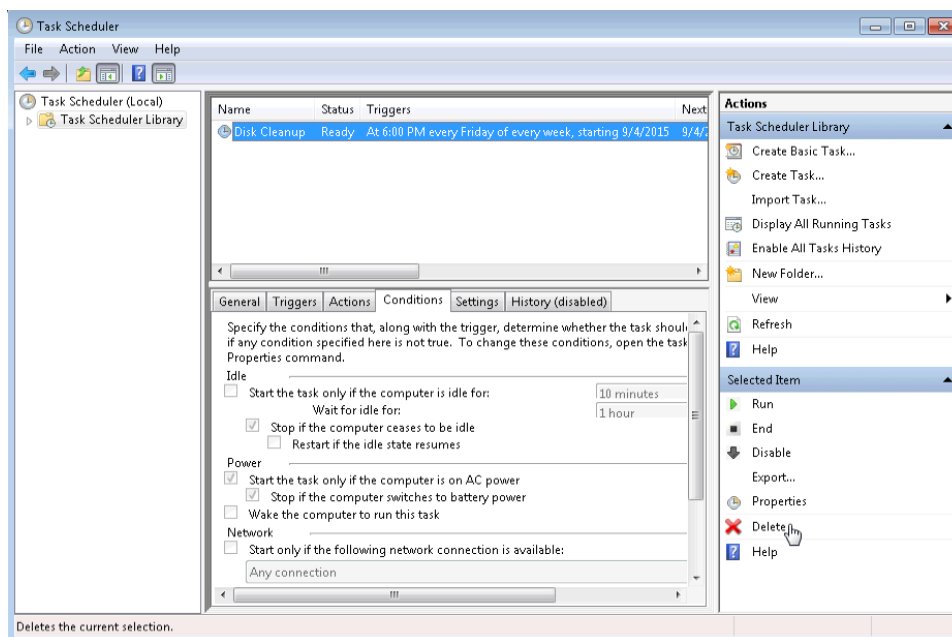 Task Scheduler
File Action View Help
Task Scheduler (Local)
Task Scheduler Library
Name Status Triggers Next
Disk Cleanup Ready At 6:00 PM every Friday of every week, starting 9/4/2015 9/4/2
General Triggers Actions Conditions Settings History (disabled)
Specify the conditions that, along with the trigger, determine whether the task shoul
if any condition specified here is not true. To change these conditions, open the task
Properties command.
Idle
Start the task only if the computer is idle for: 10 minutes
Wait for idle for: 1 hour
Stop if the computer ceases to be idle
Restart if the idle state resumes
Power
Start the task only if the computer is on AC power
Stop if the computer switches to battery power
Wake the computer to run this task
Network
Start only if the following network connection is available:
Any connection
Actions
Task Scheduler Library
Create Basic Task...
Create Task...
Import Task...
Display All Running Tasks
Enable All Tasks History
New Folder...
View
Refresh
Help
Selected Item
Run
End
Disable
Export...
Properties
Delete
Help
Deletes the current selection.